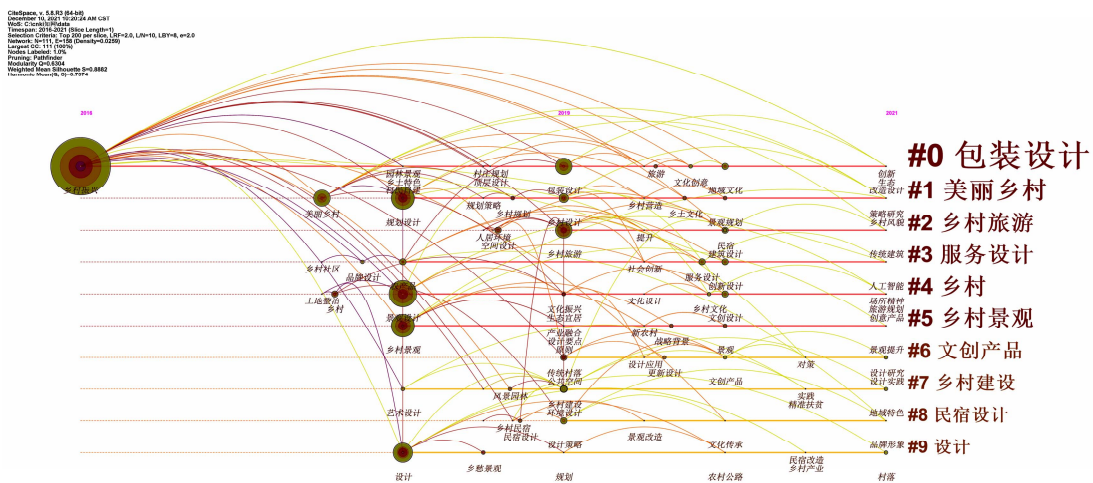 CiteSpace, v. 5.8.R3 (64-bit)
December 10, 2021 10:20:24 AM CST
WoS: C:\cnki\知网\data
Timespan: 2016-2021 (Slice Length=1)
Selection Criteria: Top 200 per slice, LRF=2.0, L/N=10, LBY=8, e=2.0
Network: N=111, E=158 (Density=0.0259)
Largest CC: 111 (100%)
Nodes Labeled: 1.0%
Pruning: Pathfinder
Modularity Q=0.6304
Weighted Mean Silhouette S=0.8882
2019
2021
#0 包装设计
园林景观
村庄规划
旅游
创新
乡土特色
顶层设计
文化创意
生态
乡村振兴
包装设计
地域文化
改造设计
#1 美丽乡村
规划策略
乡村营造
美丽乡村
乡村规划
乡土文化
策略研究
规划设计
乡村设计
景观规划
乡村风貌
#2 乡村旅游
人居环境
提升
空间设计
民宿
乡村旅游
建筑设计
传统建筑
#3 服务设计
乡村社区
社会创新
品牌设计
服务设计
农产品
创新设计
人工智能
#4 乡村
土地整治
文化设计
场所精神
乡村
文化振兴
乡村文化
旅游规划
景观设计
生态宜居
文创设计
创意产品
#5 乡村景观
产业融合
新农村
设计要点
战略背景
乡村景观
景观
景观提升
#6 文创产品
设计应用
对策
传统村落
更新设计
设计研究
公共空间
文创产品
设计实践
#7 乡村建设
风景园林
实践
乡村建设
精准扶贫
艺术设计
环境设计
地域特色
#8 民宿设计
乡村民宿
民宿设计
景观改造
设计策略
文化传承
品牌形象
#9 设计
民宿改造
乡愁景观
乡村产业
设计
规划
农村公路
村落